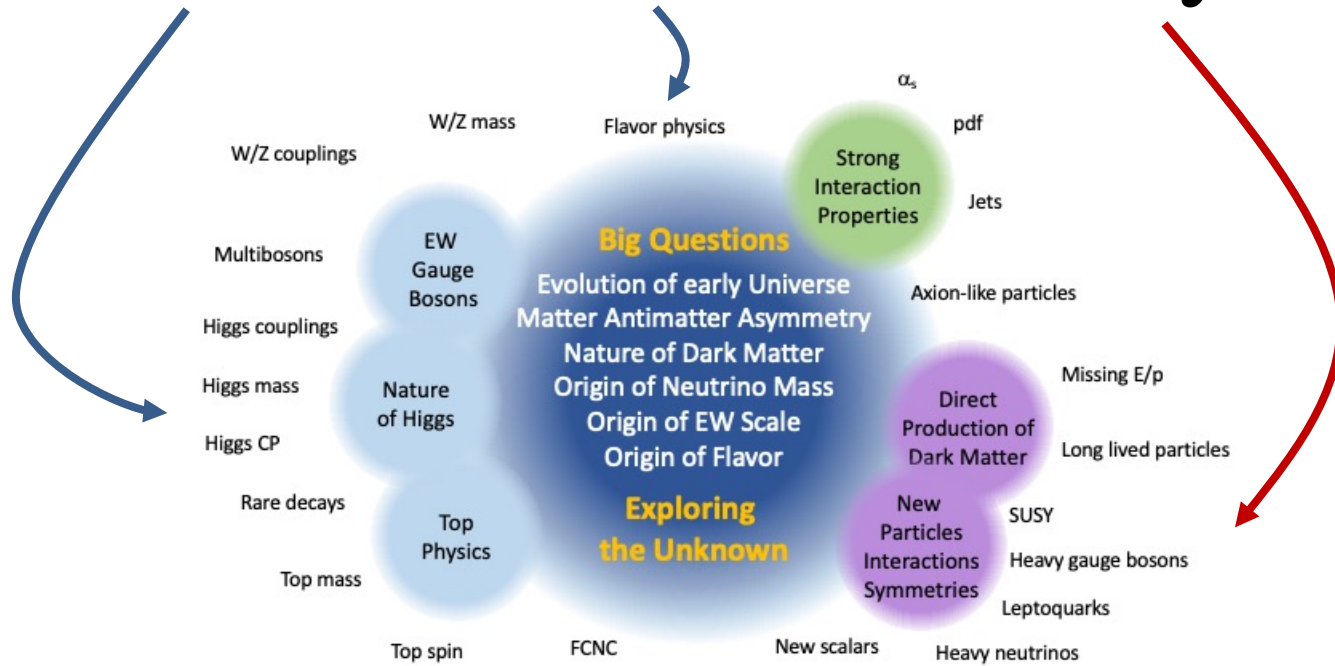 αs
W/Z mass
Flavor physics
pdf
W/Z couplings
Strong
Interaction
Properties
Jets
Multibosons
EW
Gauge
Bosons
Big Questions
Evolution of early Universe
Matter Antimatter Asymmetry
Nature of Dark Matter
Origin of Neutrino Mass
Origin of EW Scale
Origin of Flavor
Exploring
the Unknown
Axion-like particles
Higgs couplings
Higgs mass
Higgs CP
Nature
of Higgs
Direct
Production of
Dark Matter
Missing E/p
Long lived particles
Rare decays
Top
Physics
New
Particles
Interactions
Symmetries
SUSY
Heavy gauge bosons
Leptoquarks
Top mass
Top spin
FCNC
New scalars
Heavy neutrinos